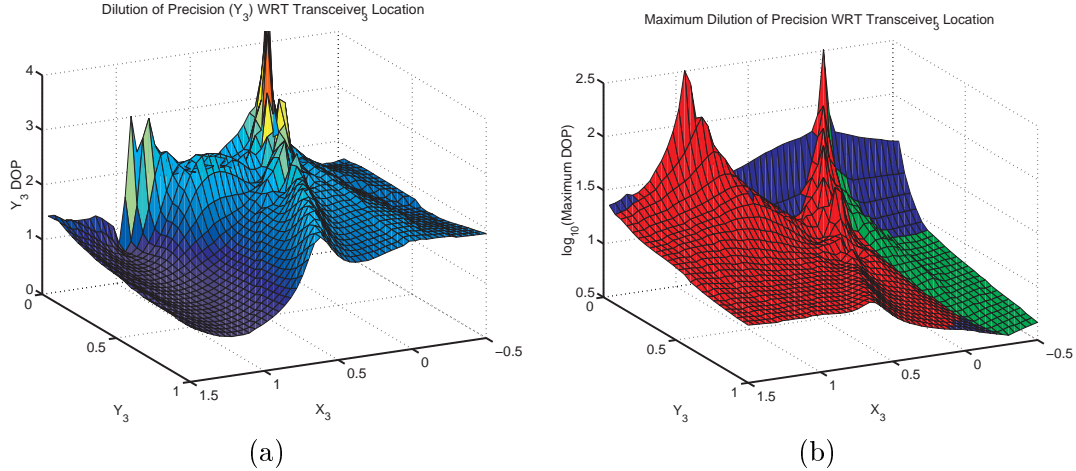 Dilution of Precision (Y₃) WRT Transceiver₃ Location
4
3
2
1
0
Y₃ DOP
0
0.5
1
Y₃
1.5
1
0.5
0
−0.5
X₃
(a)
Maximum Dilution of Precision WRT Transceiver₃ Location
2.5
2
1.5
1
0.5
log₁₀(Maximum DOP)
0
0.5
1
Y₃
1.5
1
0.5
0
−0.5
X₃
(b)